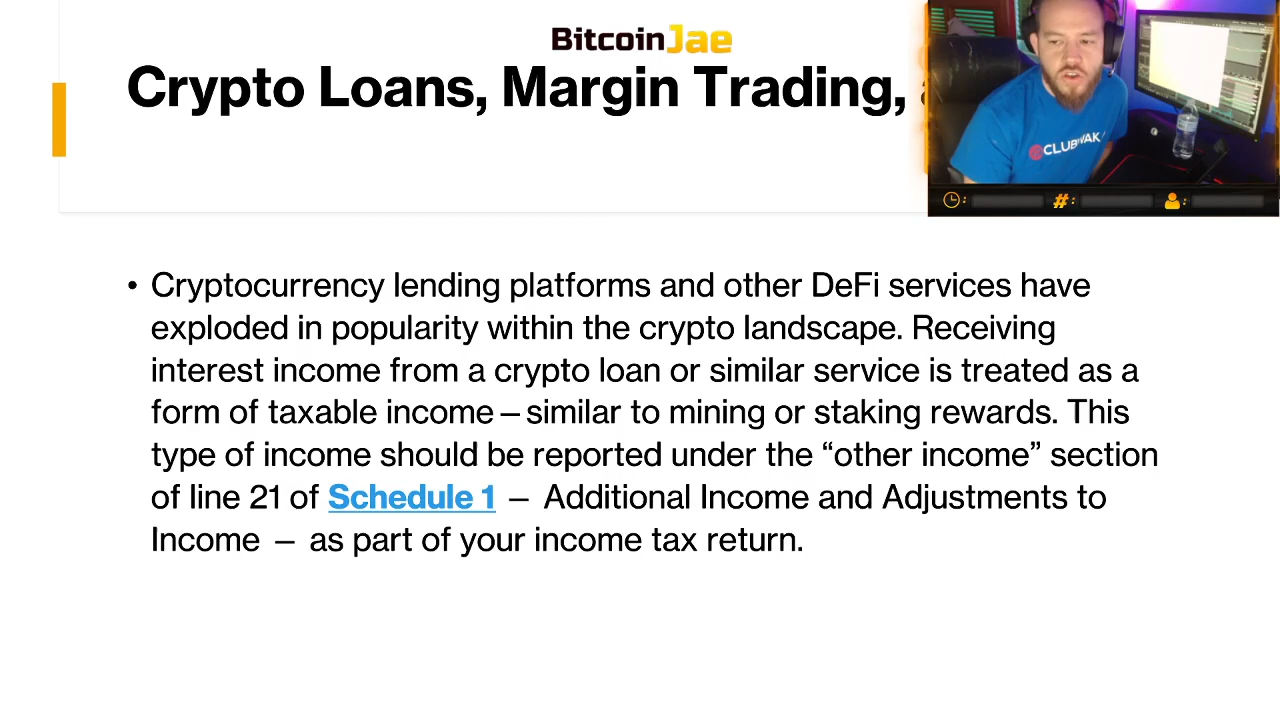 BitcoinJae
Crypto Loans, Margin Trading,
• Cryptocurrency lending platforms and other DeFi services have
exploded in popularity within the crypto landscape. Receiving
interest income from a crypto loan or similar service is treated as a
form of taxable income – similar to mining or staking rewards. This
type of income should be reported under the “other income” section
of line 21 of Schedule 1 – Additional Income and Adjustments to
Income – as part of your income tax return.
#: